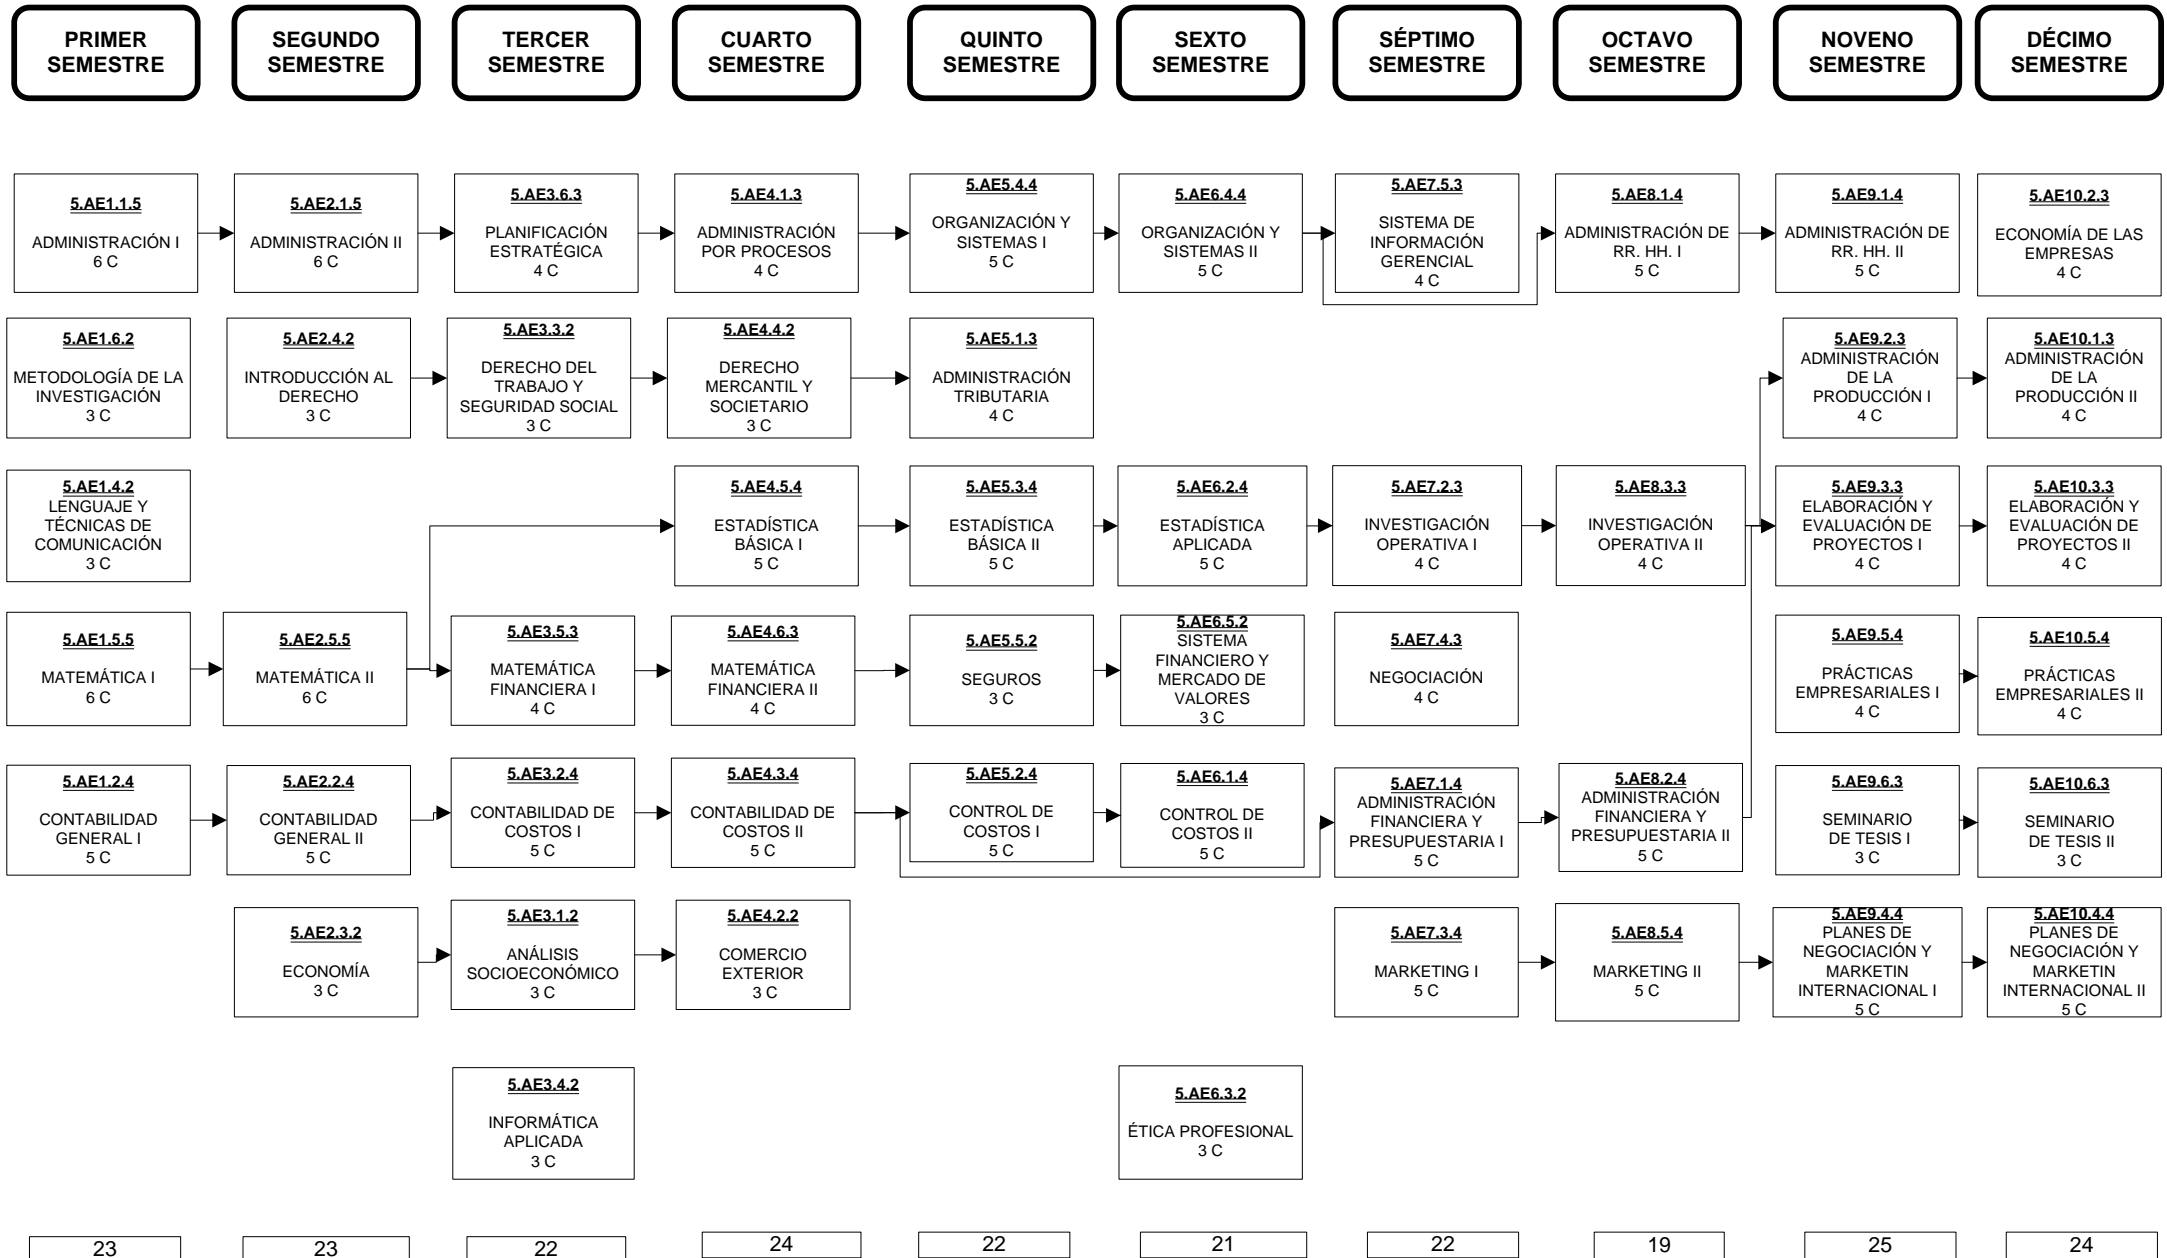 PRIMER
SEMESTRE
SEGUNDO
SEMESTRE
TERCER
SEMESTRE
CUARTO
SEMESTRE
QUINTO
SEMESTRE
SEXTO
SEMESTRE
SÉPTIMO
SEMESTRE
OCTAVO
SEMESTRE
NOVENO
SEMESTRE
DÉCIMO
SEMESTRE
5.AE1.1.5
ADMINISTRACIÓN I
6 C
5.AE2.1.5
ADMINISTRACIÓN II
6 C
5.AE3.6.3
PLANIFICACIÓN
ESTRATÉGICA
4 C
5.AE4.1.3
ADMINISTRACIÓN
POR PROCESOS
4 C
5.AE5.4.4
ORGANIZACIÓN Y
SISTEMAS I
5 C
5.AE6.4.4
ORGANIZACIÓN Y
SISTEMAS II
5 C
5.AE7.5.3
SISTEMA DE
INFORMACIÓN
GERENCIAL
4 C
5.AE8.1.4
ADMINISTRACIÓN DE
RR. HH. I
5 C
5.AE9.1.4
ADMINISTRACIÓN DE
RR. HH. II
5 C
5.AE10.2.3
ECONOMÍA DE LAS
EMPRESAS
4 C
5.AE1.6.2
METODOLOGÍA DE LA
INVESTIGACIÓN
3 C
5.AE2.4.2
INTRODUCCIÓN AL
DERECHO
3 C
5.AE3.3.2
DERECHO DEL
TRABAJO Y
SEGURIDAD SOCIAL
3 C
5.AE4.4.2
DERECHO
MERCANTIL Y
SOCIETARIO
3 C
5.AE5.1.3
ADMINISTRACIÓN
TRIBUTARIA
4 C
5.AE9.2.3
ADMINISTRACIÓN
DE LA
PRODUCCIÓN I
4 C
5.AE10.1.3
ADMINISTRACIÓN
DE LA
PRODUCCIÓN II
4 C
5.AE1.4.2
LENGUAJE Y
TÉCNICAS DE
COMUNICACIÓN
3 C
5.AE4.5.4
ESTADÍSTICA
BÁSICA I
5 C
5.AE5.3.4
ESTADÍSTICA
BÁSICA II
5 C
5.AE6.2.4
ESTADÍSTICA
APLICADA
5 C
5.AE7.2.3
INVESTIGACIÓN
OPERATIVA I
4 C
5.AE8.3.3
INVESTIGACIÓN
OPERATIVA II
4 C
5.AE9.3.3
ELABORACIÓN Y
EVALUACIÓN DE
PROYECTOS I
4 C
5.AE10.3.3
ELABORACIÓN Y
EVALUACIÓN DE
PROYECTOS II
4 C
5.AE1.5.5
MATEMÁTICA I
6 C
5.AE2.5.5
MATEMÁTICA II
6 C
5.AE3.5.3
MATEMÁTICA
FINANCIERA I
4 C
5.AE4.6.3
MATEMÁTICA
FINANCIERA II
4 C
5.AE5.5.2
SEGUROS
3 C
5.AE6.5.2
SISTEMA
FINANCIERO Y
MERCADO DE
VALORES
3 C
5.AE7.4.3
NEGOCIACIÓN
4 C
5.AE9.5.4
PRÁCTICAS
EMPRESARIALES I
4 C
5.AE10.5.4
PRÁCTICAS
EMPRESARIALES II
4 C
5.AE1.2.4
CONTABILIDAD
GENERAL I
5 C
5.AE2.2.4
CONTABILIDAD
GENERAL II
5 C
5.AE3.2.4
CONTABILIDAD DE
COSTOS I
5 C
5.AE4.3.4
CONTABILIDAD DE
COSTOS II
5 C
5.AE5.2.4
CONTROL DE
COSTOS I
5 C
5.AE6.1.4
CONTROL DE
COSTOS II
5 C
5.AE7.1.4
ADMINISTRACIÓN
FINANCIERA Y
PRESUPUESTARIA I
5 C
5.AE8.2.4
ADMINISTRACIÓN
FINANCIERA Y
PRESUPUESTARIA II
5 C
5.AE9.6.3
SEMINARIO
DE TESIS I
3 C
5.AE10.6.3
SEMINARIO
DE TESIS II
3 C
5.AE2.3.2
ECONOMÍA
3 C
5.AE3.1.2
ANÁLISIS
SOCIOECONÓMICO
3 C
5.AE4.2.2
COMERCIO
EXTERIOR
3 C
5.AE7.3.4
MARKETING I
5 C
5.AE8.5.4
MARKETING II
5 C
5.AE9.4.4
PLANES DE
NEGOCIACIÓN Y
MARKETIN
INTERNACIONAL I
5 C
5.AE10.4.4
PLANES DE
NEGOCIACIÓN Y
MARKETIN
INTERNACIONAL II
5 C
5.AE3.4.2
INFORMÁTICA
APLICADA
3 C
5.AE6.3.2
ÉTICA PROFESIONAL
3 C
23
23
22
24
22
21
22
19
25
24